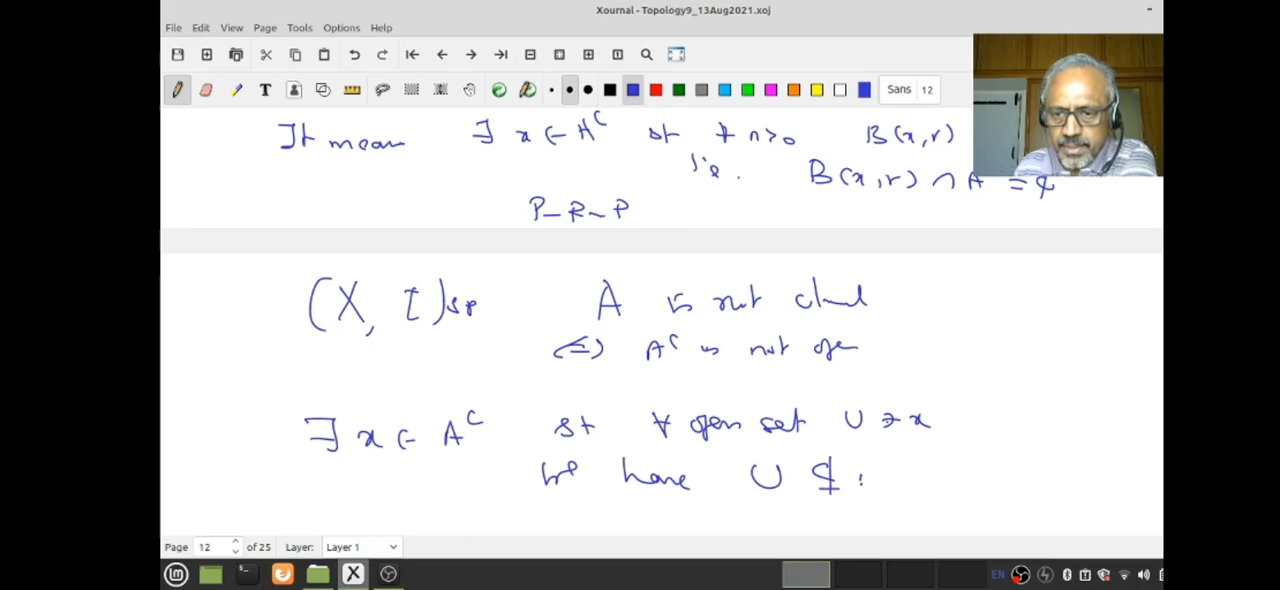 Xournal - Topology9_13Aug2021.xoj
File Edit View Page Tools Options Help
Sans 12
It mean ∃ x ∈ A^c st ∀ r>0 B(x,r)
i.e. B(x,r) ∩ A = ¢
P-R-P
(X, τ) sp A is not closed
⇔ A^c is not open
∃ x ∈ A^c st ∀ open set U ∋ x
we have U ⊄
Page 12 of 25 Layer: Layer 1
EN